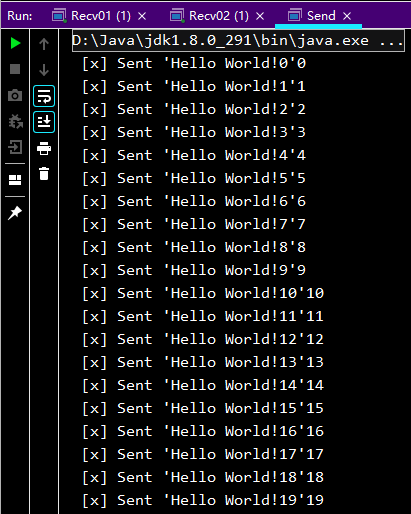 Run: Recv01 (1) × Recv02 (1) × Send ×
D:\Java\jdk1.8.0_291\bin\java.exe ...
[x] Sent 'Hello World!0'0
[x] Sent 'Hello World!1'1
[x] Sent 'Hello World!2'2
[x] Sent 'Hello World!3'3
[x] Sent 'Hello World!4'4
[x] Sent 'Hello World!5'5
[x] Sent 'Hello World!6'6
[x] Sent 'Hello World!7'7
[x] Sent 'Hello World!8'8
[x] Sent 'Hello World!9'9
[x] Sent 'Hello World!10'10
[x] Sent 'Hello World!11'11
[x] Sent 'Hello World!12'12
[x] Sent 'Hello World!13'13
[x] Sent 'Hello World!14'14
[x] Sent 'Hello World!15'15
[x] Sent 'Hello World!16'16
[x] Sent 'Hello World!17'17
[x] Sent 'Hello World!18'18
[x] Sent 'Hello World!19'19